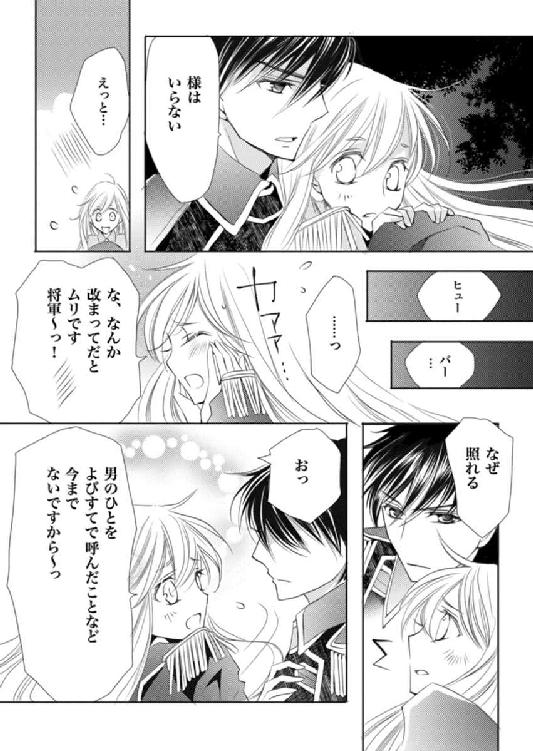 様は
いらない
えっと…
ヒュー
バー
…
……っ
カァァ…
な、なんか
改まってだと
ムリです
将軍〜っ！
なぜ
照れる
おっ
男のひとを
よびすてで呼んだことなど
今まで
ないですから〜っ